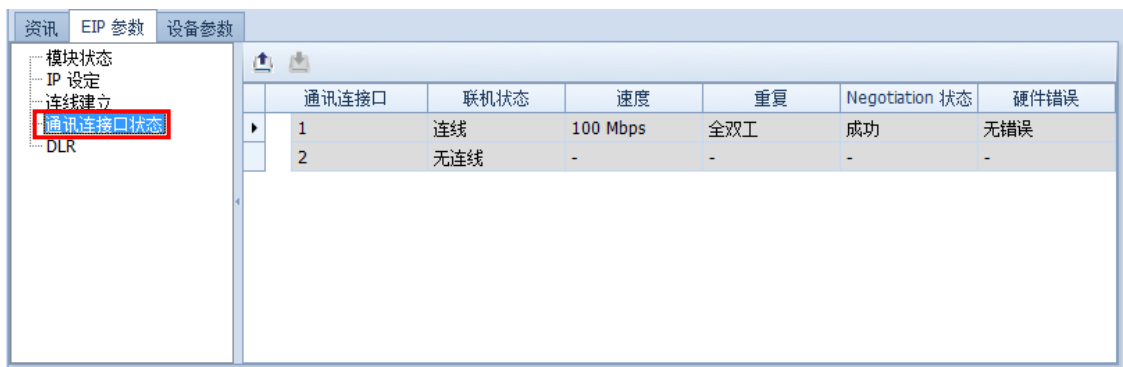 资讯 EIP 参数 设备参数
模块状态
IP 设定
连线建立
通讯连接口状态
DLR
通讯连接口 联机状态 速度 重复 Negotiation 状态 硬件错误
1 连线 100 Mbps 全双工 成功 无错误
2 无连线 - - - -